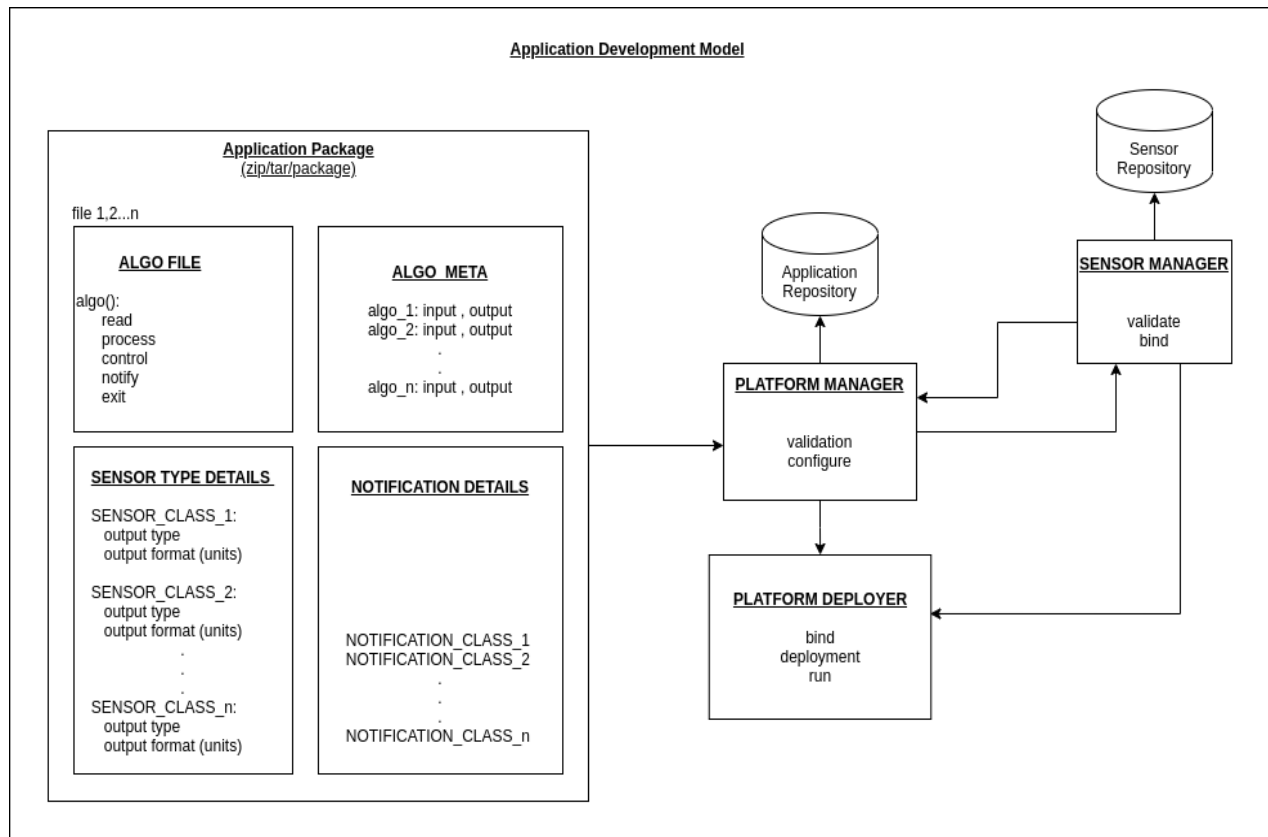 Application Development Model
Application Package
(zip/tar/package)
file 1,2...n
ALGO FILE
algo():
read
process
control
notify
exit
ALGO META
algo_1: input , output
algo_2: input , output
.
.
algo_n: input , output
SENSOR TYPE DETAILS
SENSOR_CLASS_1:
output type
output format (units)
SENSOR_CLASS_2:
output type
output format (units)
.
.
.
SENSOR_CLASS_n:
output type
output format (units)
NOTIFICATION DETAILS
NOTIFICATION_CLASS_1
NOTIFICATION_CLASS_2
.
.
.
NOTIFICATION_CLASS_n
Application
Repository
PLATFORM MANAGER
validation
configure
Sensor
Repository
SENSOR MANAGER
validate
bind
PLATFORM DEPLOYER
bind
deployment
run